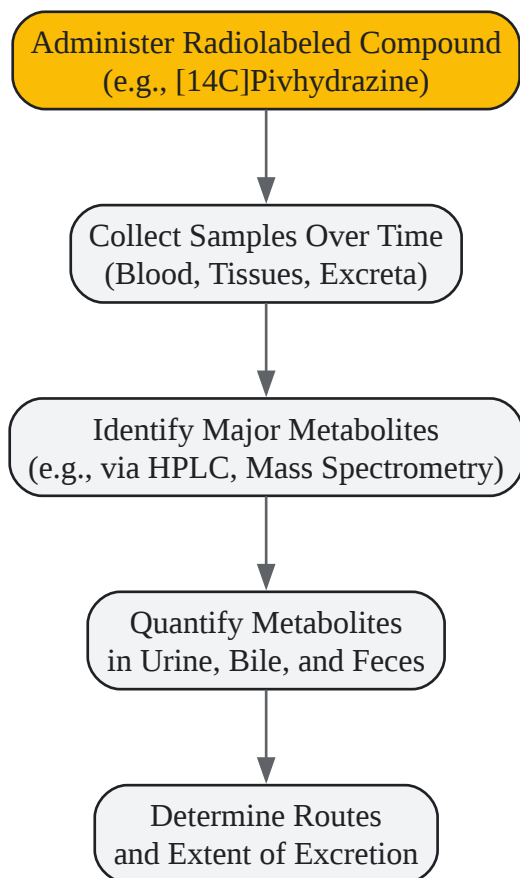 Administer Radiolabeled Compound
(e.g., [14C]Pivhydrazine)
Collect Samples Over Time
(Blood, Tissues, Excreta)
Identify Major Metabolites
(e.g., via HPLC, Mass Spectrometry)
Quantify Metabolites
in Urine, Bile, and Feces
Determine Routes
and Extent of Excretion